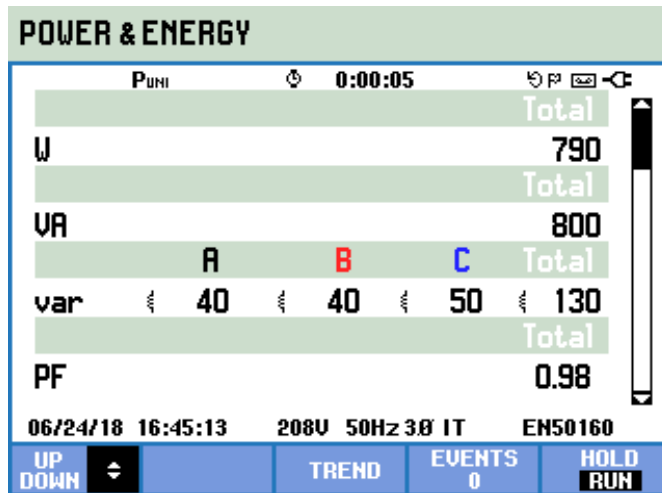 POWER & ENERGY
PUNI 0:00:05
Total
W 790
Total
VA 800
A B C Total
var 40 40 50 130
Total
PF 0.98
06/24/18 16:45:13 208V 50Hz 3Ø IT EN50160
UP DOWN TREND EVENTS 0 HOLD RUN